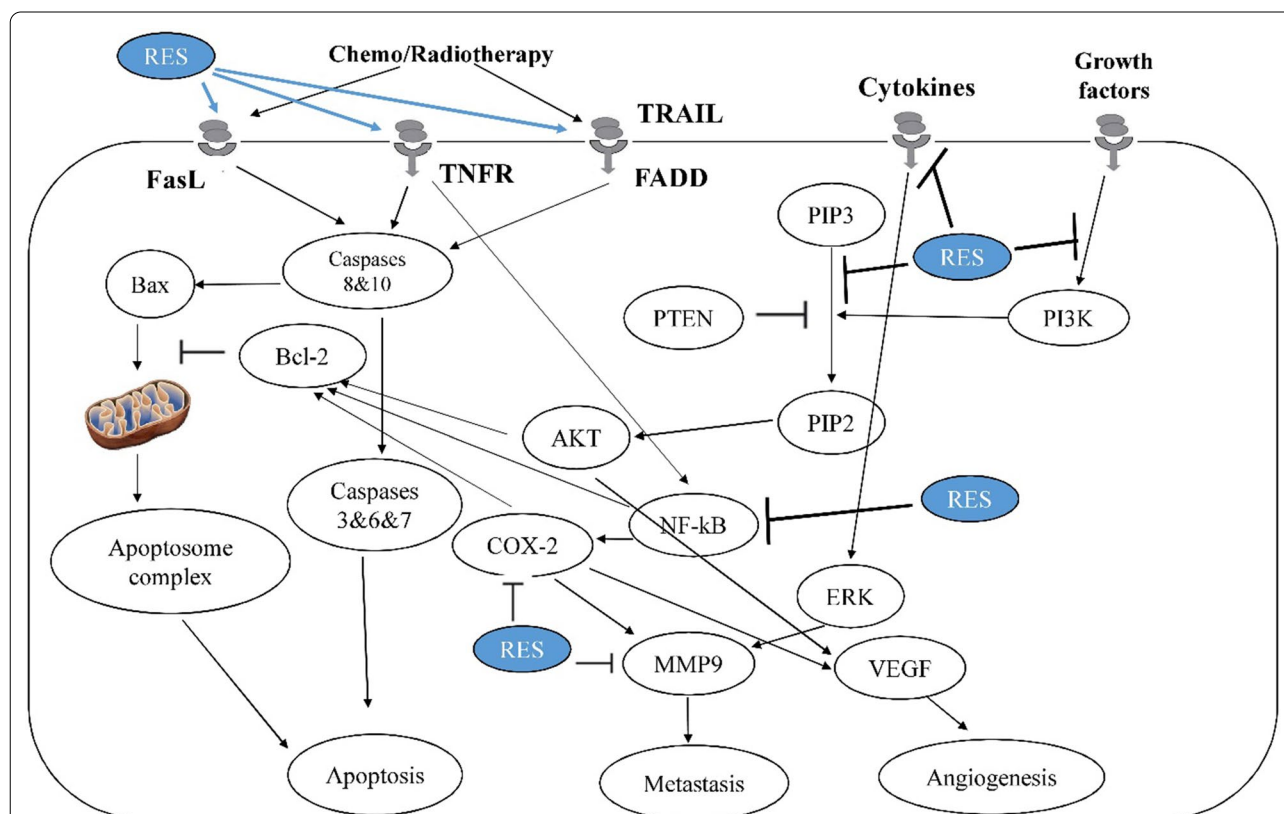 RES
Chemo/Radiotherapy
Cytokines
Growth
factors
TRAIL
FasL
TNFR
FADD
PIP3
RES
Caspases
8&10
Bax
PTEN
PI3K
Bcl-2
AKT
PIP2
Caspases
3&6&7
RES
NF-kB
COX-2
Apoptosome
complex
ERK
RES
MMP9
VEGF
Apoptosis
Metastasis
Angiogenesis